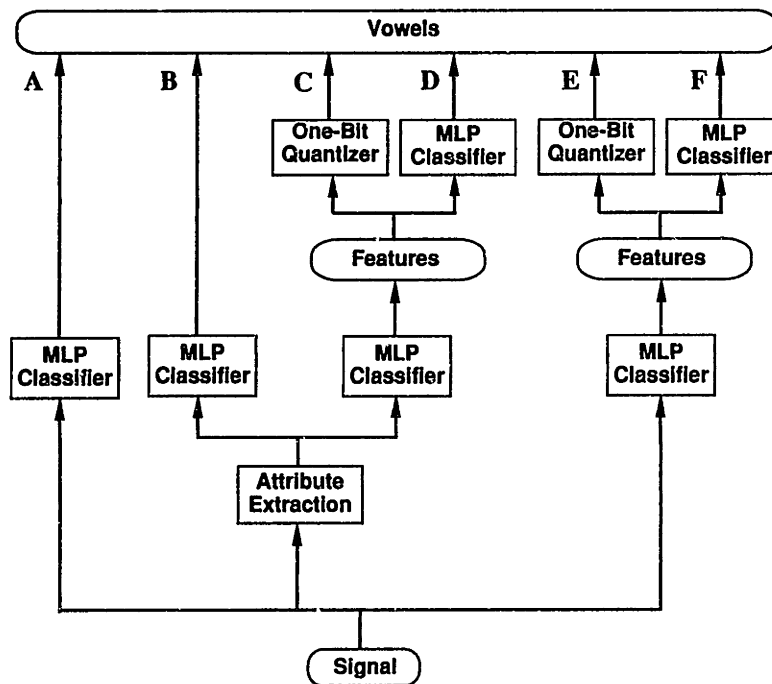 Vowels
A
B
C
D
E
F
One-Bit
Quantizer
MLP
Classifier
One-Bit
Quantizer
MLP
Classifier
Features
Features
MLP
Classifier
MLP
Classifier
MLP
Classifier
MLP
Classifier
Attribute
Extraction
Signal